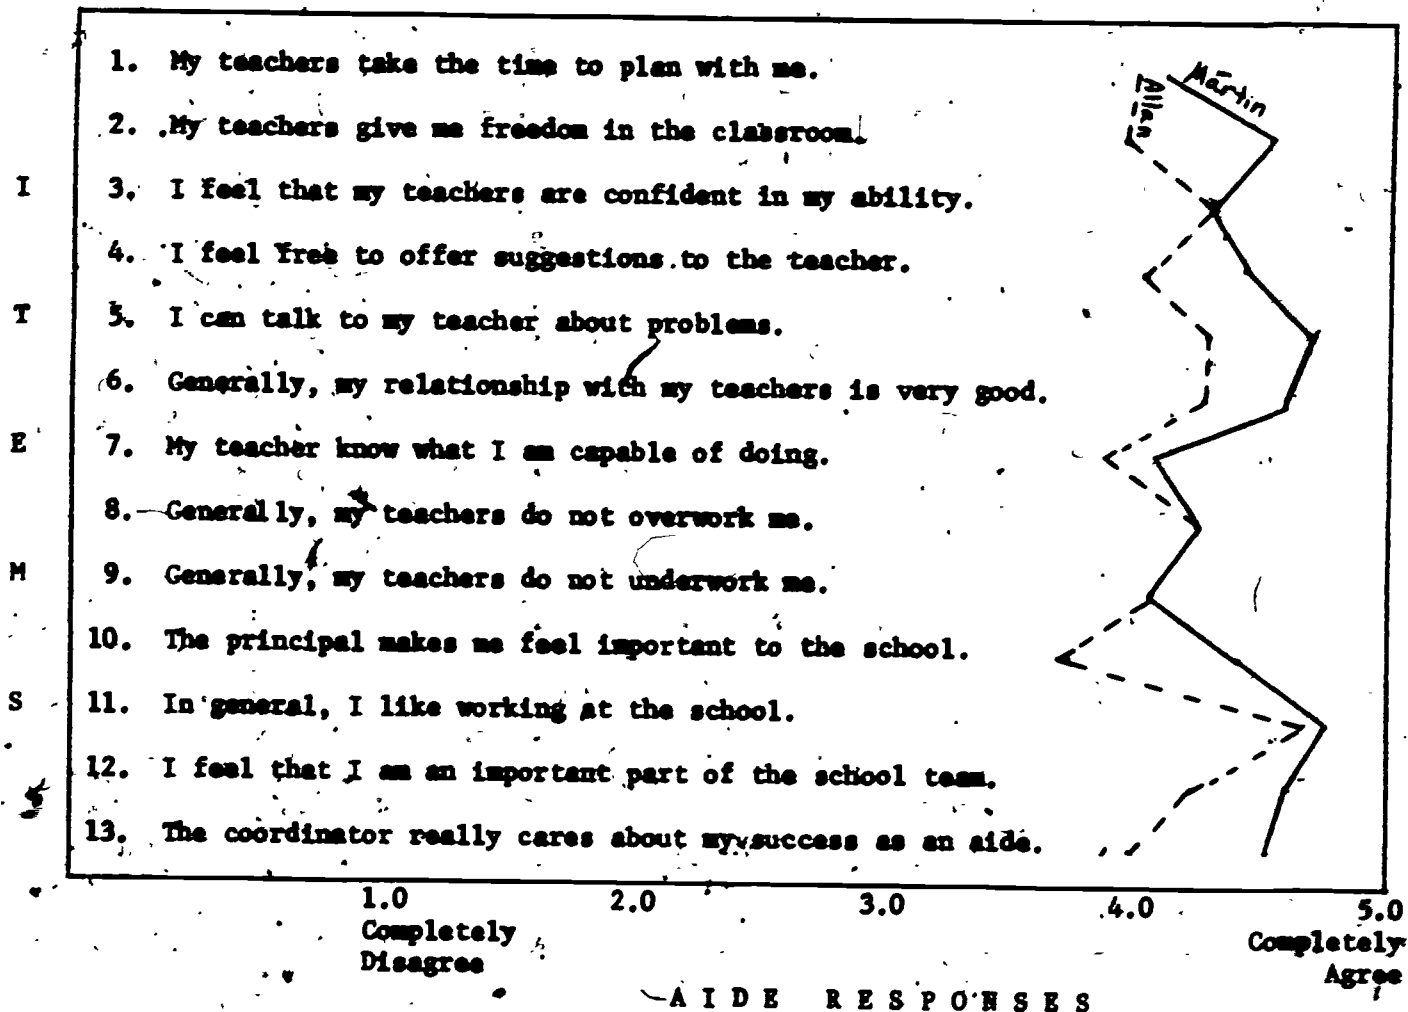 1. My teachers take the time to plan with me.
Martin
Allan
2. My teachers give me freedom in the classroom.
I
3. I feel that my teachers are confident in my ability.
4. I feel free to offer suggestions to the teacher.
T
5. I can talk to my teacher about problems.
6. Generally, my relationship with my teachers is very good.
E
7. My teacher know what I am capable of doing.
8. Generally, my teachers do not overwork me.
M
9. Generally, my teachers do not underwork me.
10. The principal makes me feel important to the school.
S
11. In general, I like working at the school.
12. I feel that I am an important part of the school team.
13. The coordinator really cares about my success as an aide.
1.0 2.0 3.0 4.0 5.0
Completely Completely
Disagree Agree
AIDE RESPONSES